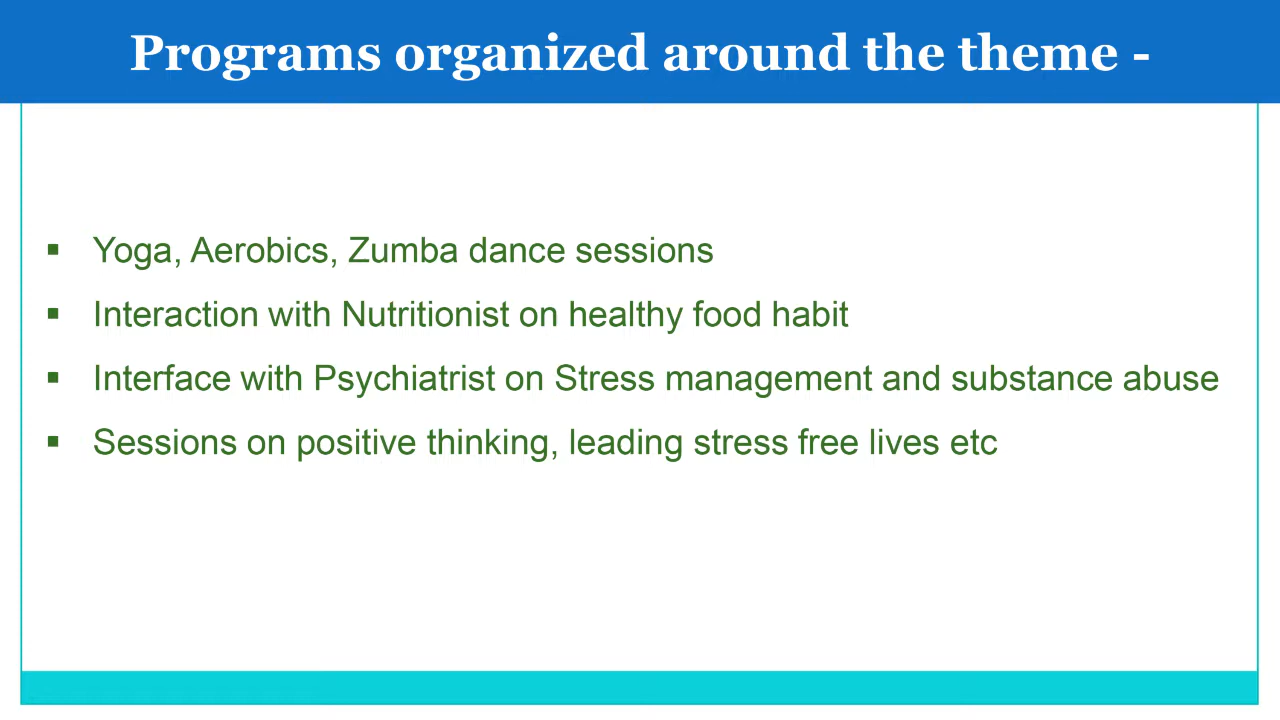 Programs organized around the theme -
▪ Yoga, Aerobics, Zumba dance sessions
▪ Interaction with Nutritionist on healthy food habit
▪ Interface with Psychiatrist on Stress management and substance abuse
▪ Sessions on positive thinking, leading stress free lives etc